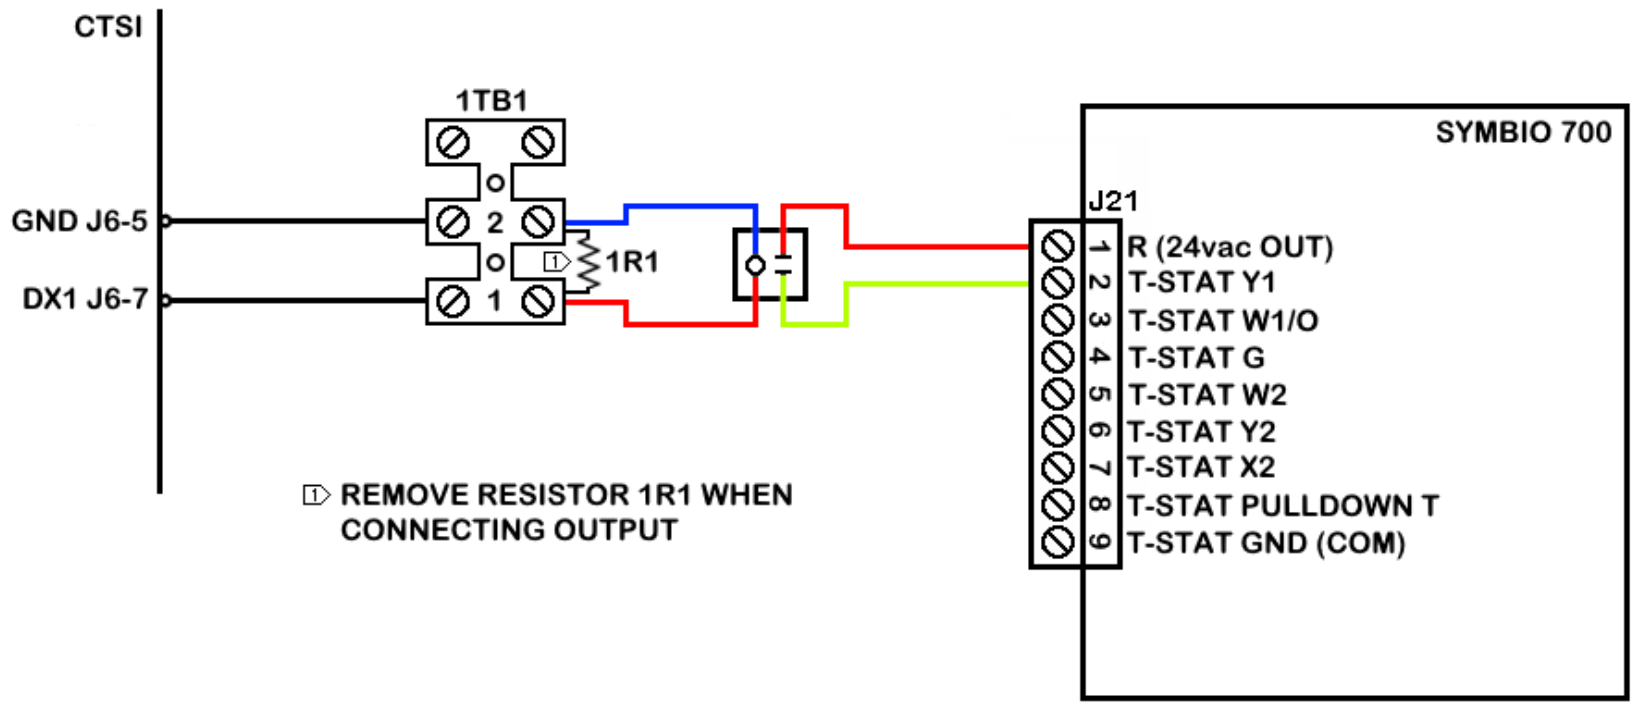 CTSI
1TB1
SYMBIO 700
J21
GND J6-5
2
1
1R1
DX1 J6-7
1
1 R (24vac OUT)
2 T-STAT Y1
3 T-STAT W1/O
4 T-STAT G
5 T-STAT W2
6 T-STAT Y2
7 T-STAT X2
8 T-STAT PULLDOWN T
9 T-STAT GND (COM)
1 REMOVE RESISTOR 1R1 WHEN
CONNECTING OUTPUT